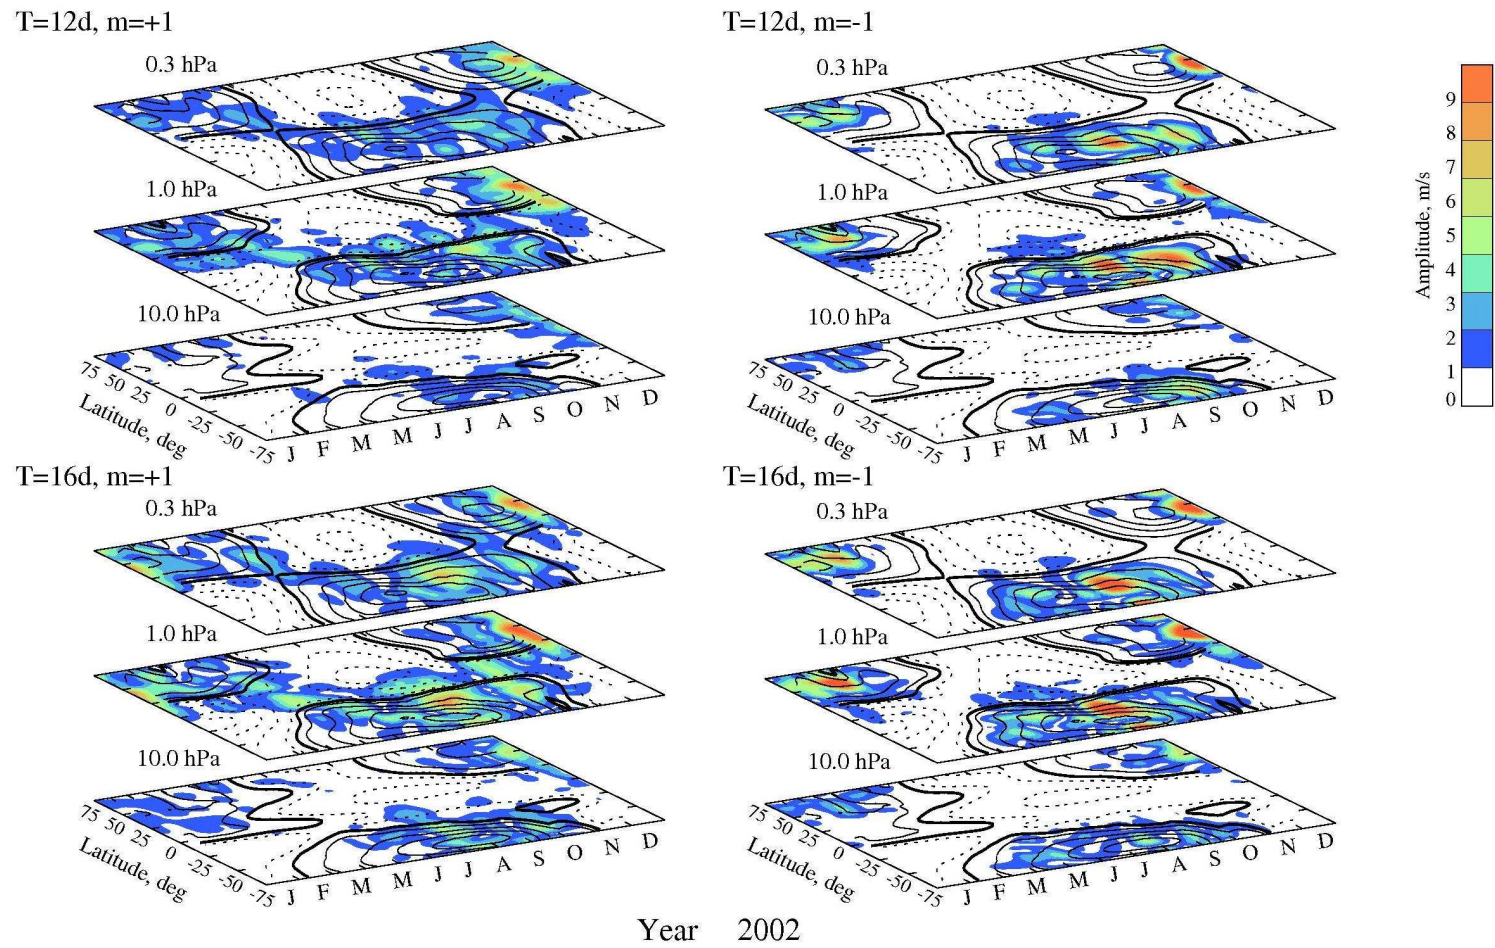 T=12d, m=+1
T=12d, m=-1
0.3 hPa
0.3 hPa
1.0 hPa
1.0 hPa
10.0 hPa
10.0 hPa
75 50 25 0 -25 -50 -75
Latitude, deg
J F M M J J A S O N D
75 50 25 0 -25 -50 -75
Latitude, deg
J F M M J J A S O N D
9
8
7
6
5
4
3
2
1
0
Amplitude, m/s
T=16d, m=+1
T=16d, m=-1
0.3 hPa
0.3 hPa
1.0 hPa
1.0 hPa
10.0 hPa
10.0 hPa
75 50 25 0 -25 -50 -75
Latitude, deg
J F M M J J A S O N D
75 50 25 0 -25 -50 -75
Latitude, deg
J F M M J J A S O N D
Year 2002